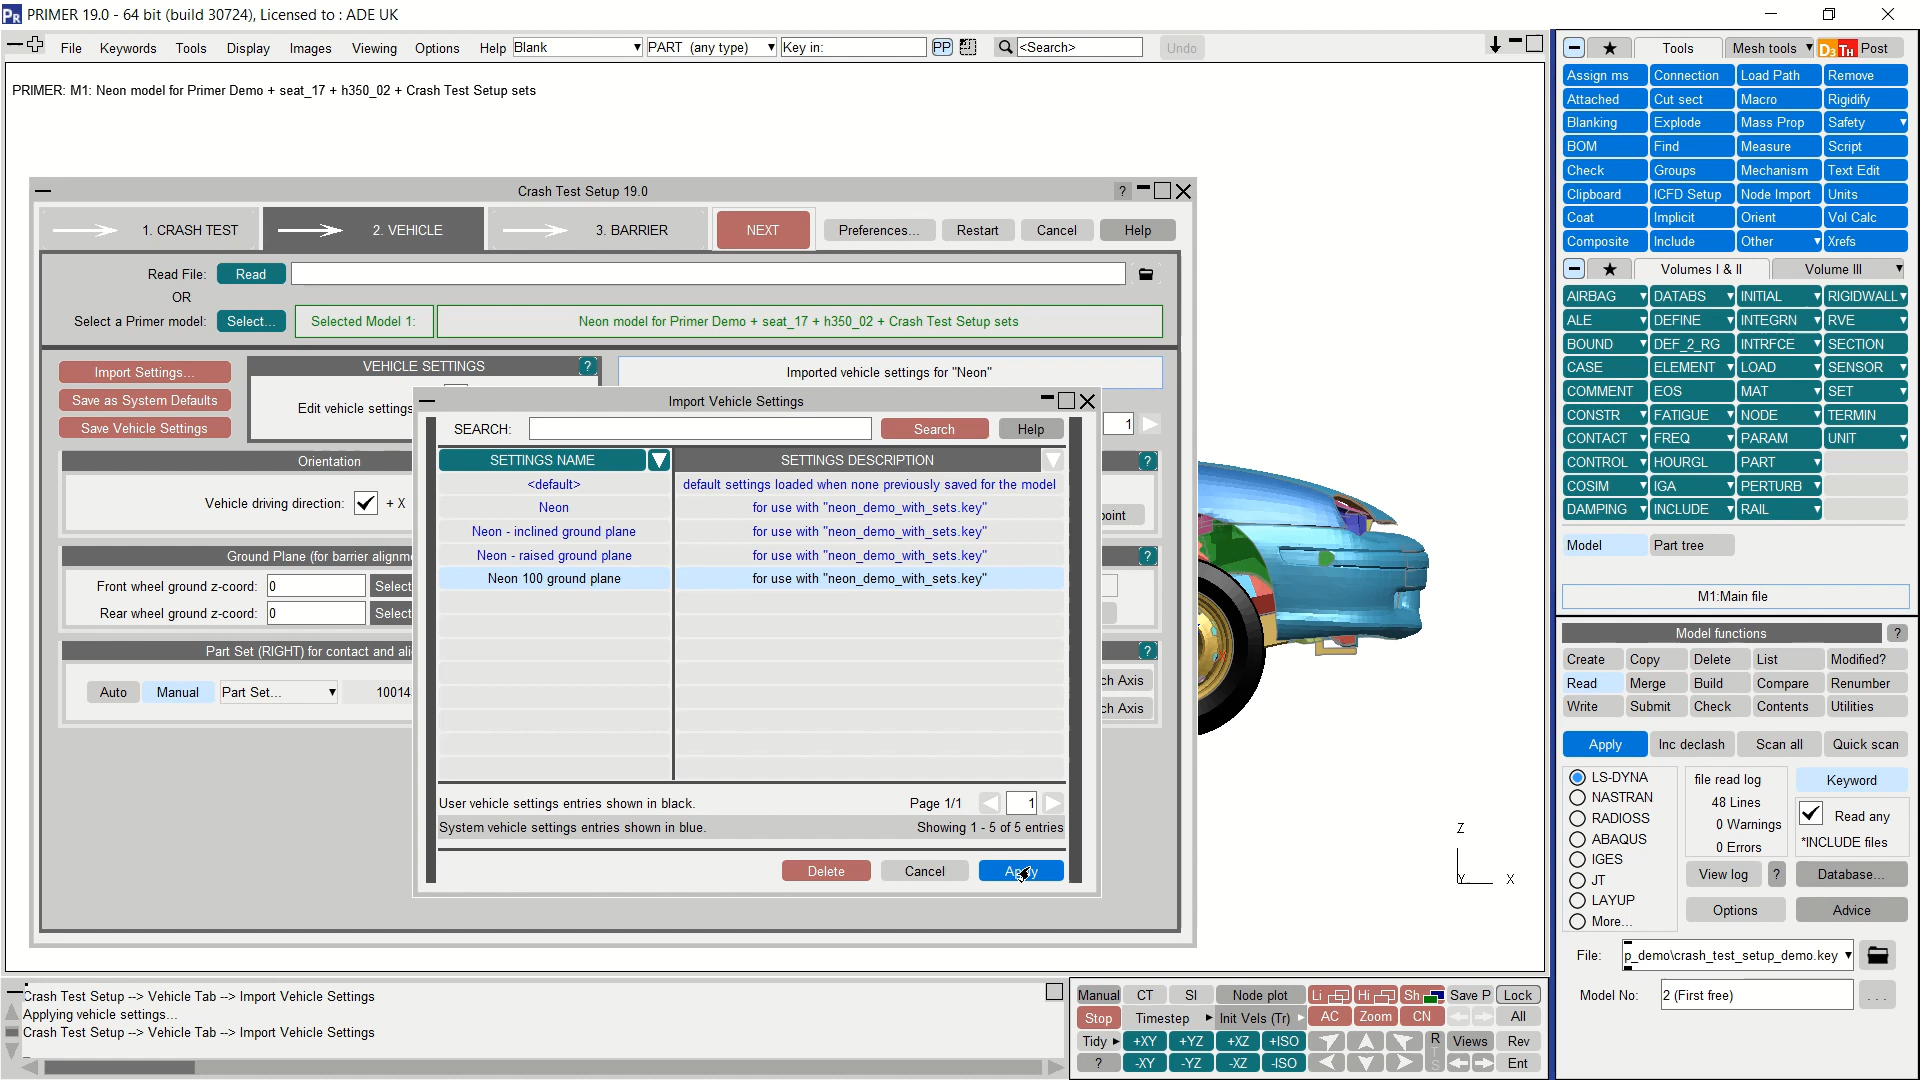 PRIMER 19.0 - 64 bit (build 30724), Licensed to : ADE UK
File Keywords Tools Display Images Viewing Options Help Blank PART (any type) Key in: PP <Search> Undo
PRIMER: M1: Neon model for Primer Demo + seat_17 + h350_02 + Crash Test Setup sets
Crash Test Setup 19.0 ?
1. CRASH TEST 2. VEHICLE 3. BARRIER NEXT Preferences... Restart Cancel Help
Read File: Read
OR
Select a Primer model: Select... Selected Model 1: Neon model for Primer Demo + seat_17 + h350_02 + Crash Test Setup sets
Import Settings... VEHICLE SETTINGS ? Imported vehicle settings for "Neon"
Save as System Defaults Edit vehicle settings
Save Vehicle Settings
1
Orientation ?
Vehicle driving direction: + X oint
Ground Plane (for barrier alignm ?
Front wheel ground z-coord: 0 Select
Rear wheel ground z-coord: 0 Select
Part Set (RIGHT) for contact and ali ?
Auto Manual Part Set... 10014 ch Axis
ch Axis
Import Vehicle Settings
SEARCH: Search Help
SETTINGS NAME SETTINGS DESCRIPTION
<default> default settings loaded when none previously saved for the model
Neon for use with "neon_demo_with_sets.key"
Neon - inclined ground plane for use with "neon_demo_with_sets.key"
Neon - raised ground plane for use with "neon_demo_with_sets.key"
Neon 100 ground plane for use with "neon_demo_with_sets.key"
User vehicle settings entries shown in black. Page 1/1 1
System vehicle settings entries shown in blue. Showing 1 - 5 of 5 entries
Delete Cancel Apply
Z
Y X
Crash Test Setup --> Vehicle Tab --> Import Vehicle Settings
Applying vehicle settings...
Crash Test Setup --> Vehicle Tab --> Import Vehicle Settings
Manual CT SI Node plot Li Hi Sh Save P Lock
Stop Timestep Init Vels (Tr) AC Zoom CN All
Tidy +XY +YZ +XZ +ISO R Views Rev
? -XY -YZ -XZ -ISO T S Ent
Tools Mesh tools D3 TH Post
Assign ms Connection Load Path Remove
Attached Cut sect Macro Rigidify
Blanking Explode Mass Prop Safety
BOM Find Measure Script
Check Groups Mechanism Text Edit
Clipboard ICFD Setup Node Import Units
Coat Implicit Orient Vol Calc
Composite Include Other Xrefs
Volumes I & II Volume III
AIRBAG DATABS INITIAL RIGIDWALL
ALE DEFINE INTEGRN RVE
BOUND DEF_2_RG INTRFCE SECTION
CASE ELEMENT LOAD SENSOR
COMMENT EOS MAT SET
CONSTR FATIGUE NODE TERMIN
CONTACT FREQ PARAM UNIT
CONTROL HOURGL PART
COSIM IGA PERTURB
DAMPING INCLUDE RAIL
Model Part tree
M1:Main file
Model functions ?
Create Copy Delete List Modified?
Read Merge Build Compare Renumber
Write Submit Check Contents Utilities
Apply Inc declash Scan all Quick scan
LS-DYNA file read log Keyword
NASTRAN 48 Lines
RADIOSS 0 Warnings Read any
ABAQUS 0 Errors *INCLUDE files
IGES
JT View log ? Database...
LAYUP
More... Options Advice
File: p_demo\crash_test_setup_demo.key
Model No: 2 (First free) ...